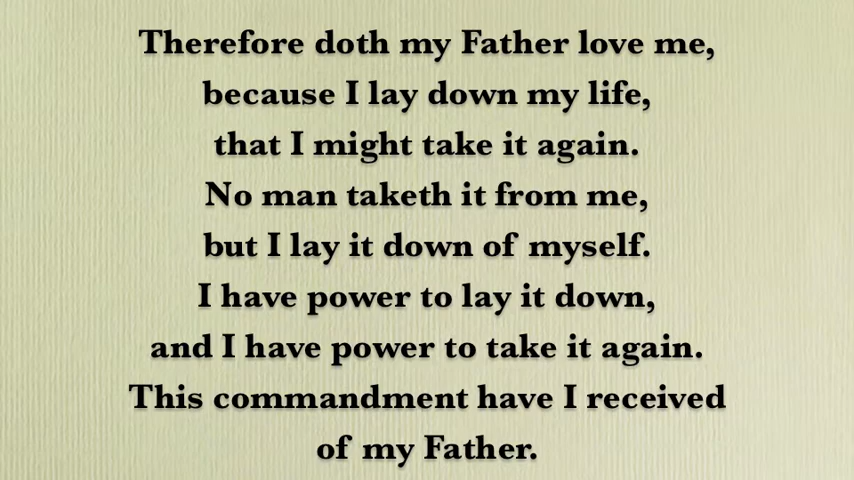 Therefore doth my Father love me,
because I lay down my life,
that I might take it again.
No man taketh it from me,
but I lay it down of myself.
I have power to lay it down,
and I have power to take it again.
This commandment have I received
of my Father.